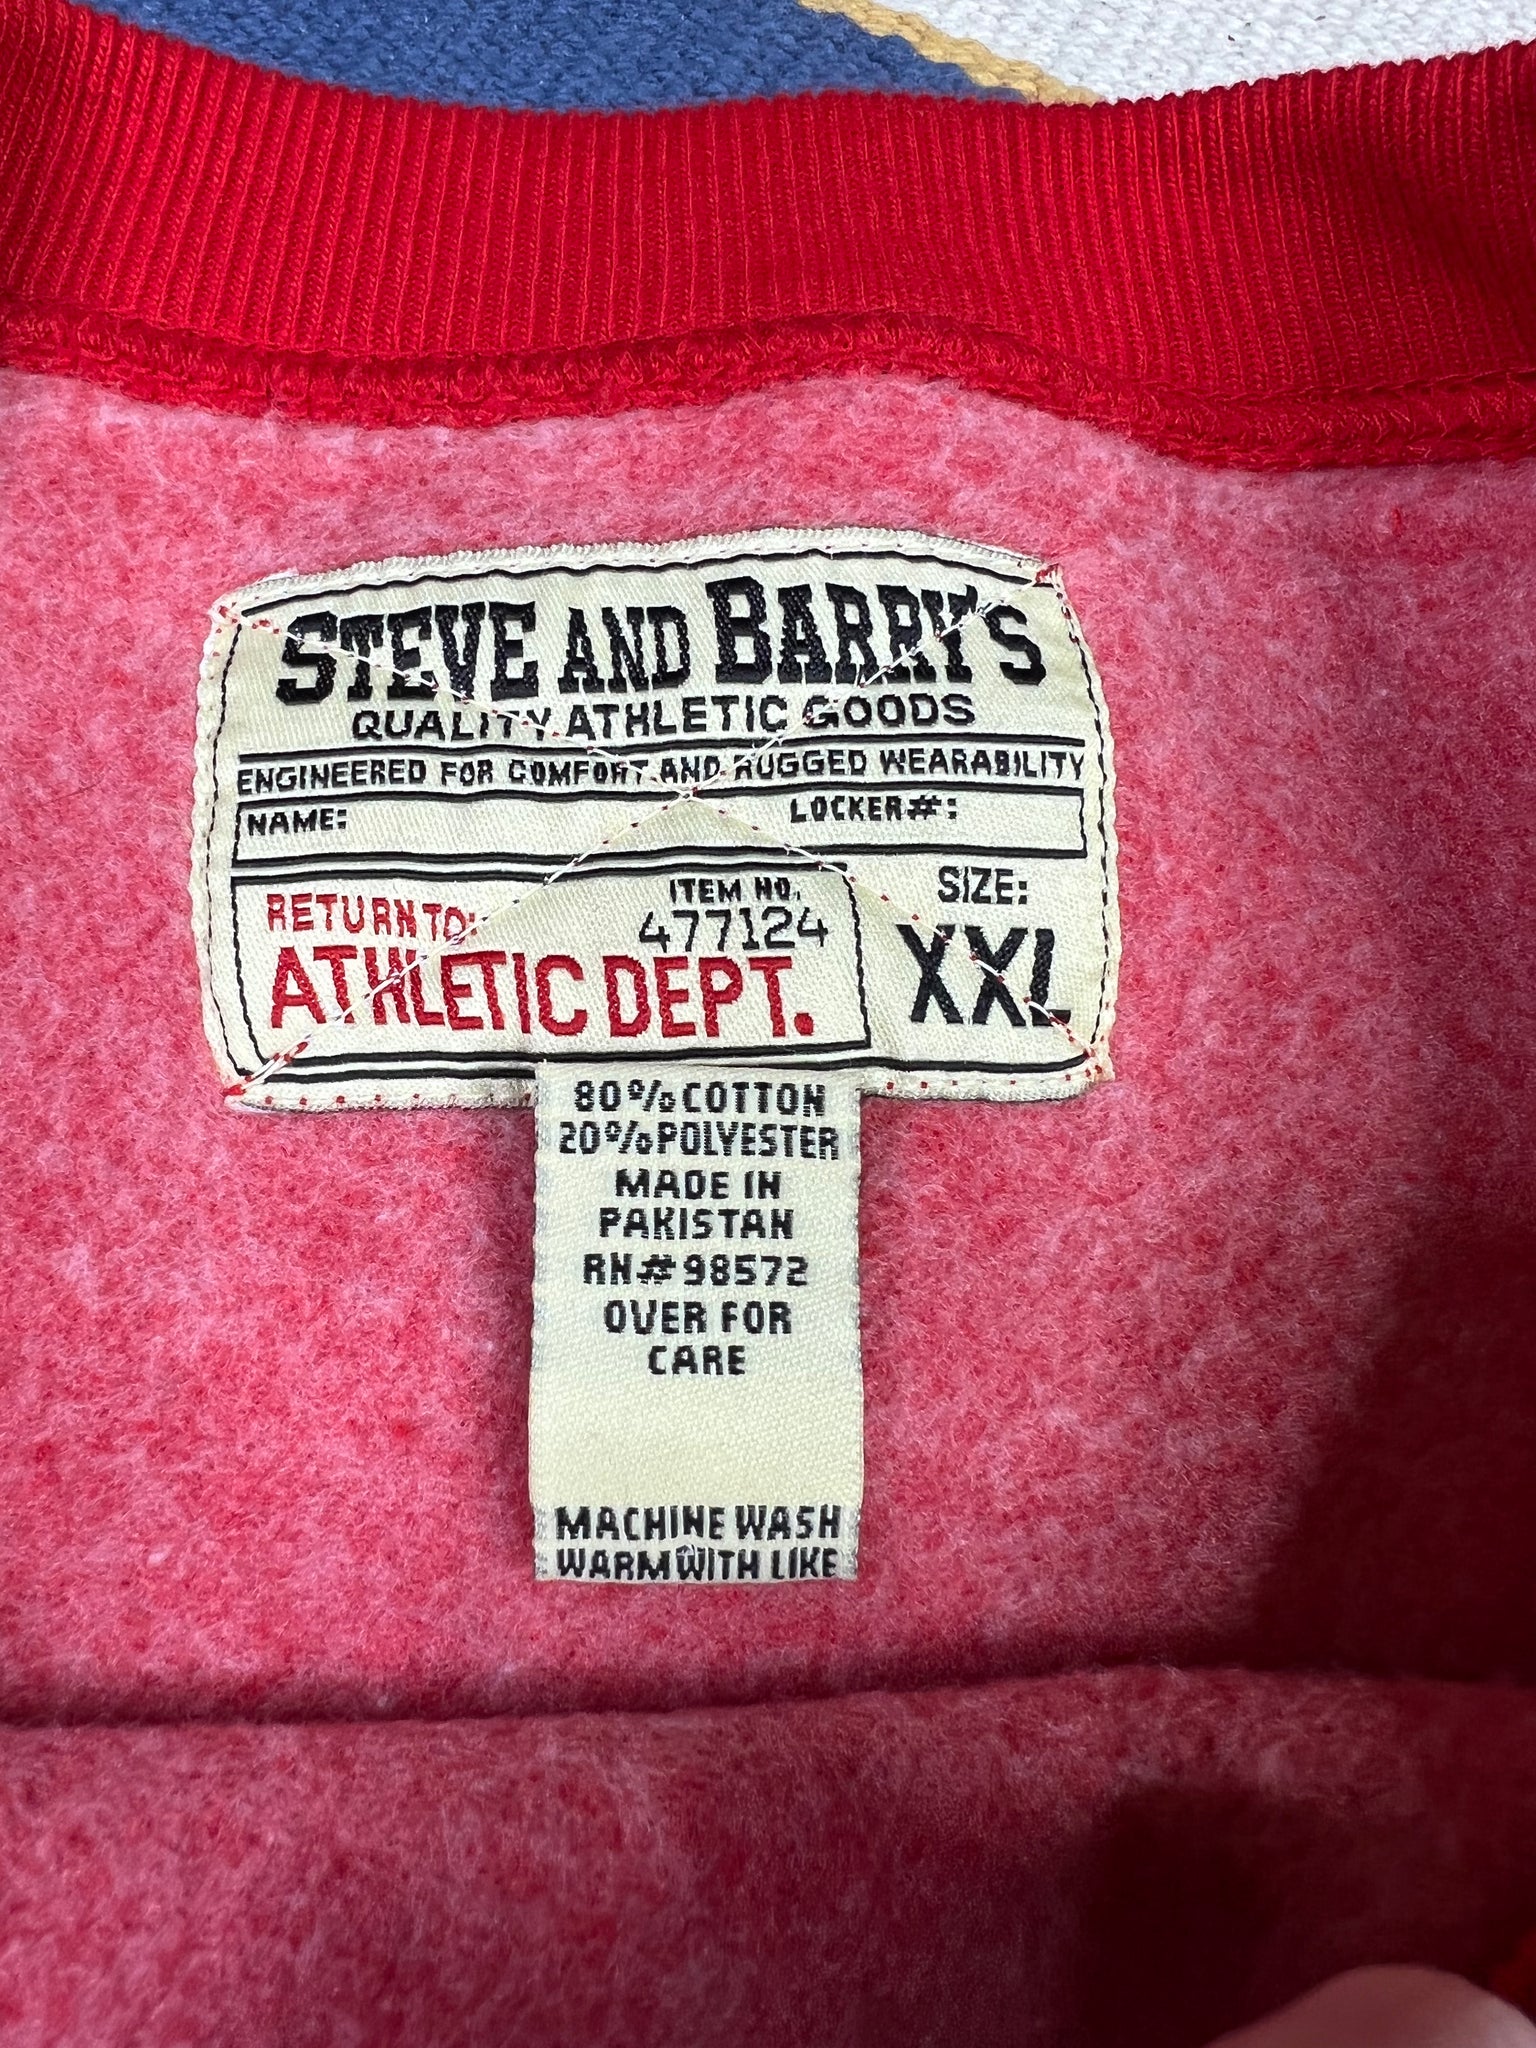 STEVE AND BARRY'S
QUALITY ATHLETIC GOODS
ENGINEERED FOR COMFORT AND RUGGED WEARABILITY
NAME: LOCKER#:
RETURN TO: ITEM NO. SIZE:
477124
ATHLETIC DEPT. XXL
80% COTTON
20% POLYESTER
MADE IN
PAKISTAN
RN# 98572
OVER FOR
CARE
MACHINE WASH
WARM WITH LIKE